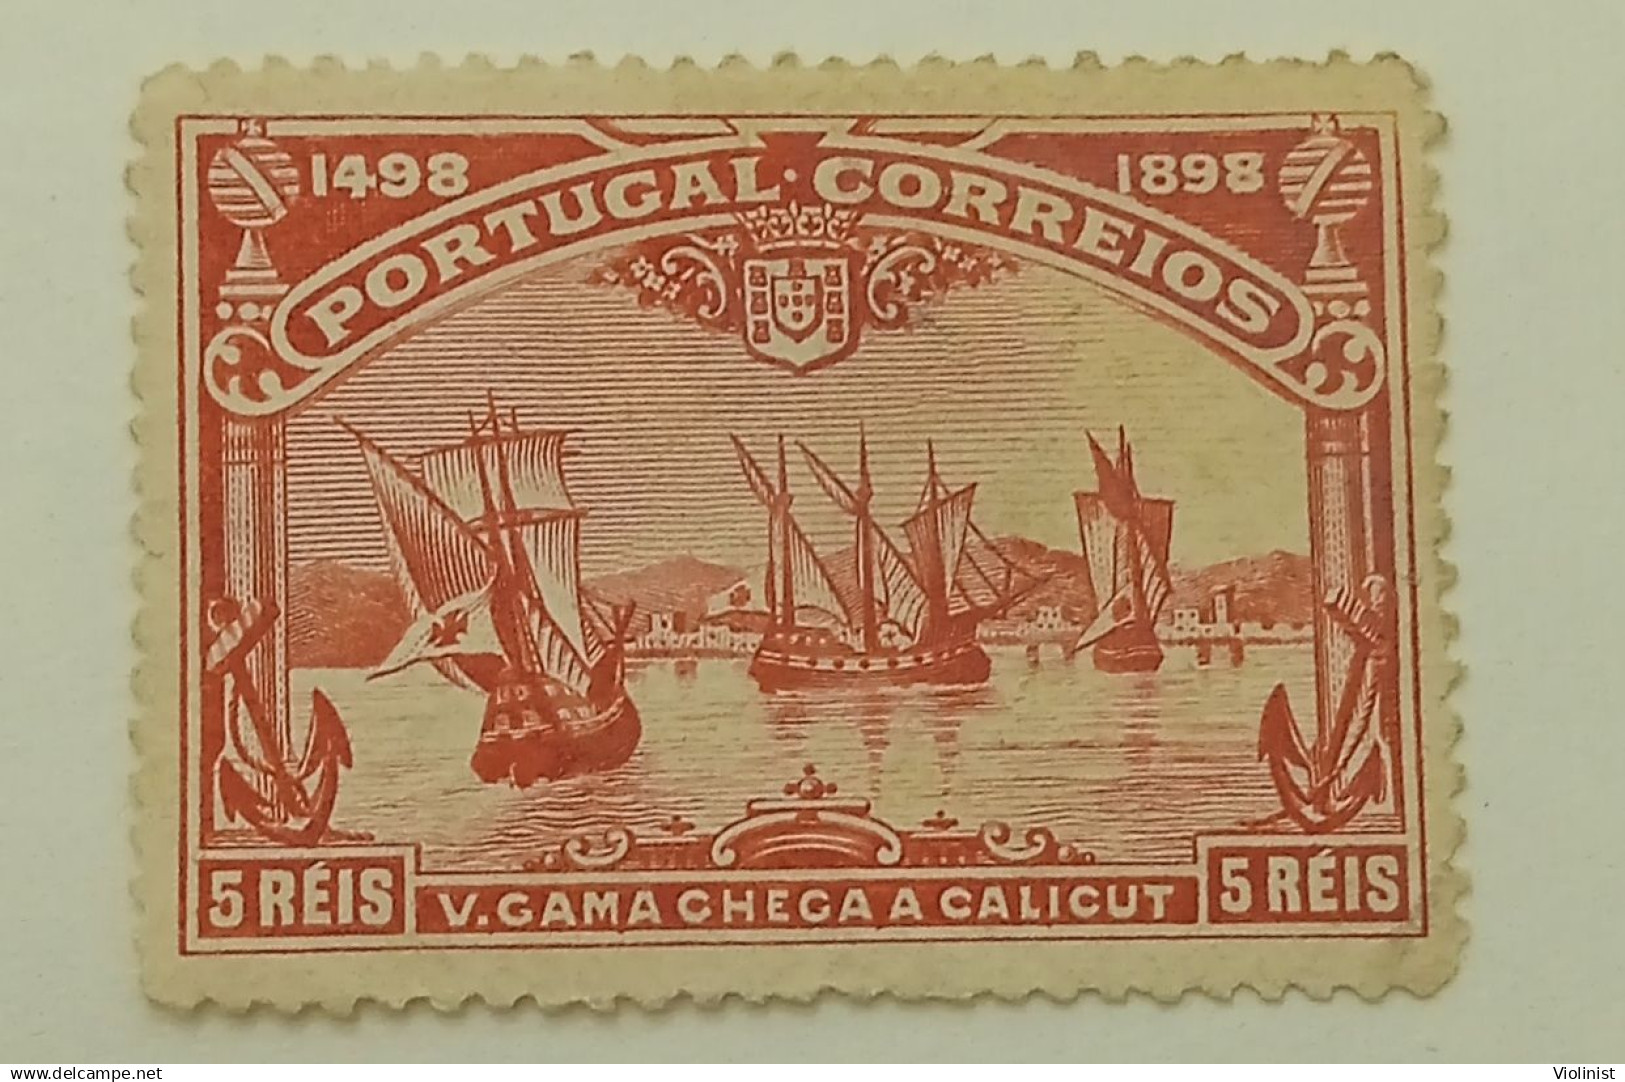 1498 1898
PORTUGAL · CORREIOS
5 RÉIS V. GAMA CHEGA A CALICUT 5 RÉIS
www.delcampe.net Violinist